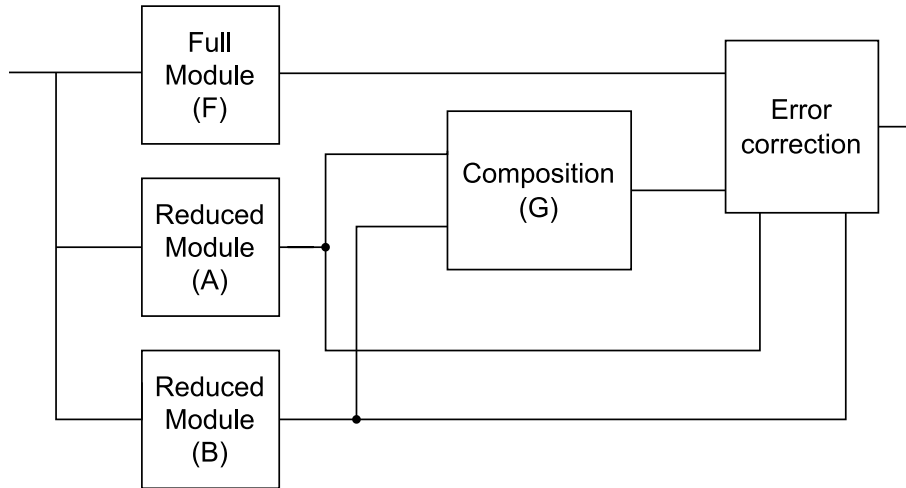 Full
Module
(F)
Reduced
Module
(A)
Reduced
Module
(B)
Composition
(G)
Error
correction